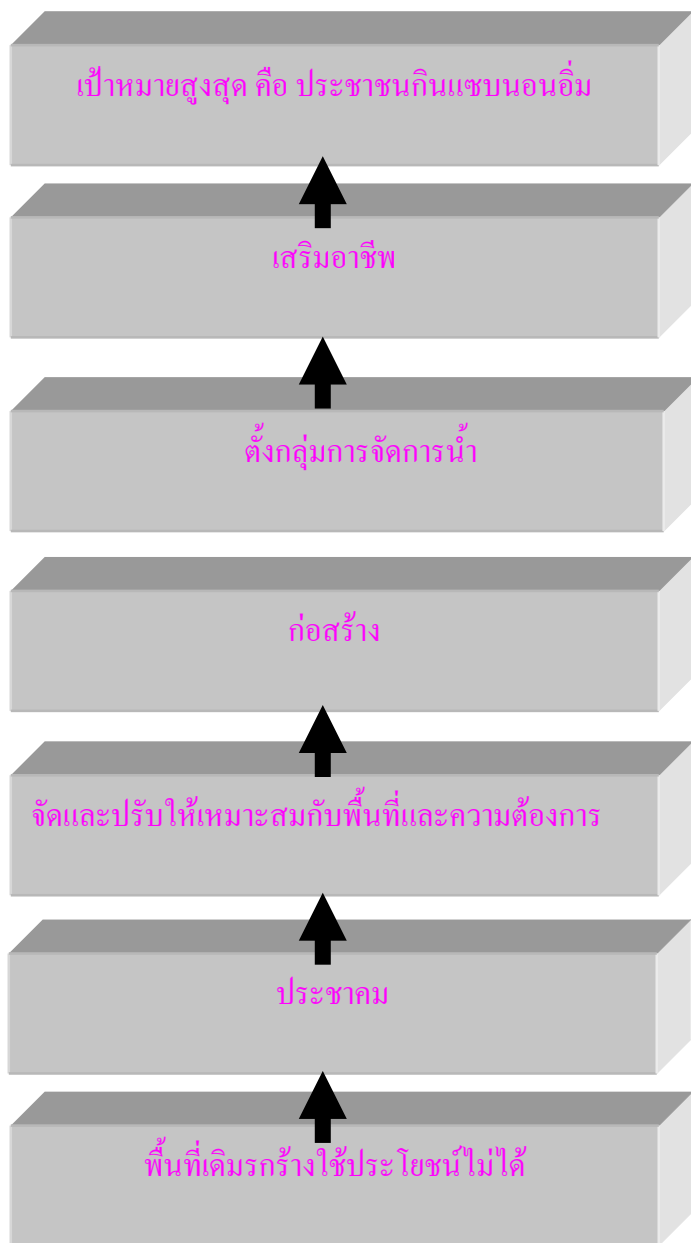 เป้าหมายสูงสุด คือ ประชาชนกินแซบนอนอิ่ม
เสริมอาชีพ
ตั้งกลุ่มการจัดการน้ำ
ก่อสร้าง
จัดและปรับให้เหมาะสมกับพื้นที่และความต้องการ
ประชาคม
พื้นที่เดิมรกร้างใช้ประโยชน์ไม่ได้